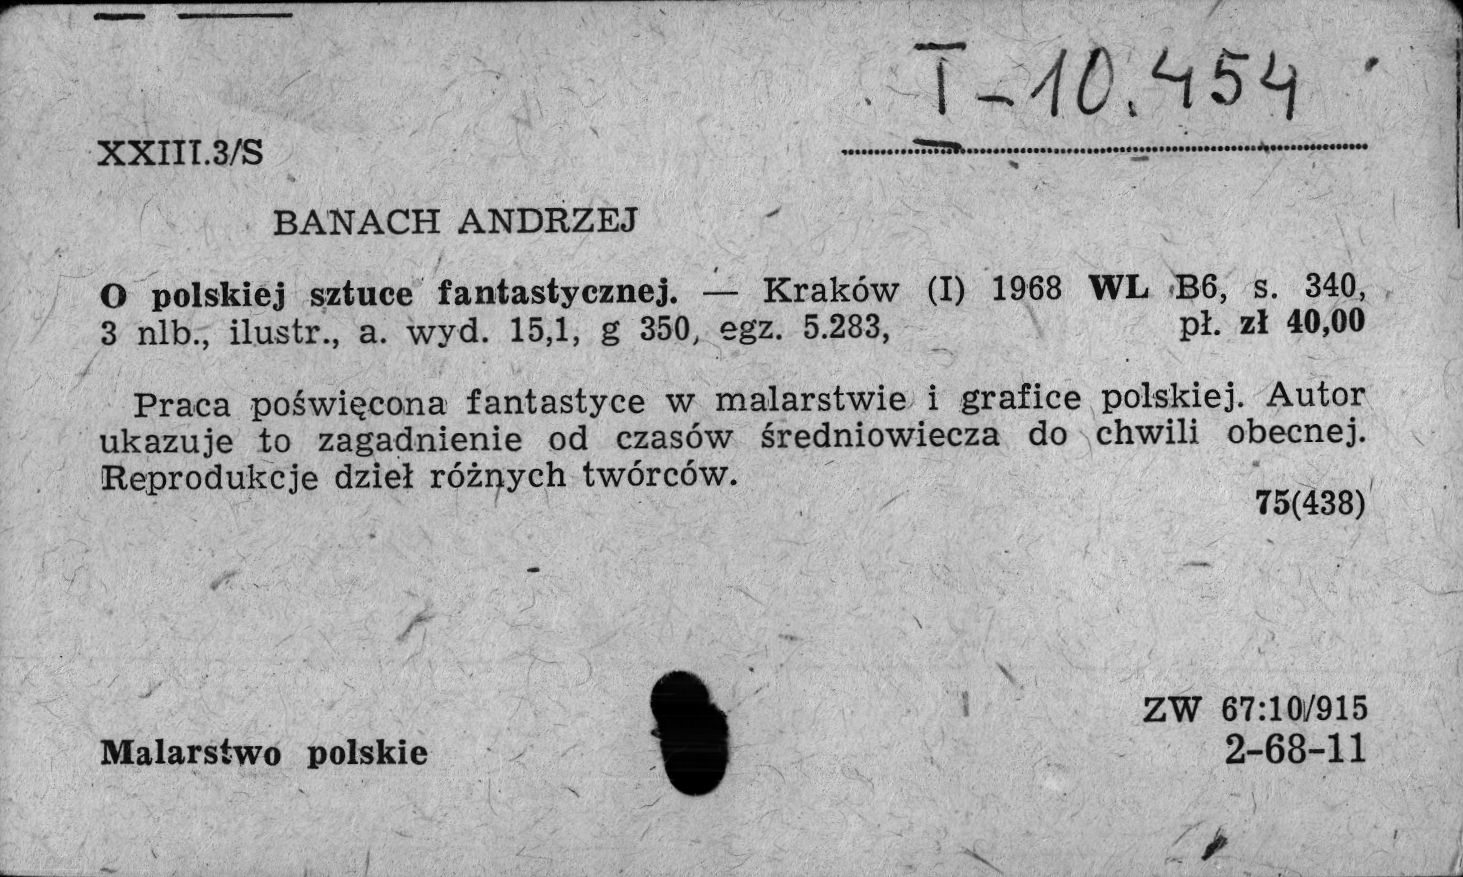 I-10.454
XXIII.3/S
BANACH ANDRZEJ
O polskiej sztuce fantastycznej. — Kraków (I) 1968 WL B6, s. 340,
3 nlb., ilustr., a. wyd. 15,1, g 350, egz. 5.283, pł. zł 40,00
Praca poświęcona fantastyce w malarstwie i grafice polskiej. Autor
ukazuje to zagadnienie od czasów średniowiecza do chwili obecnej.
Reprodukcje dzieł różnych twórców.
75(438)
ZW 67:10/915
Malarstwo polskie 2-68-11